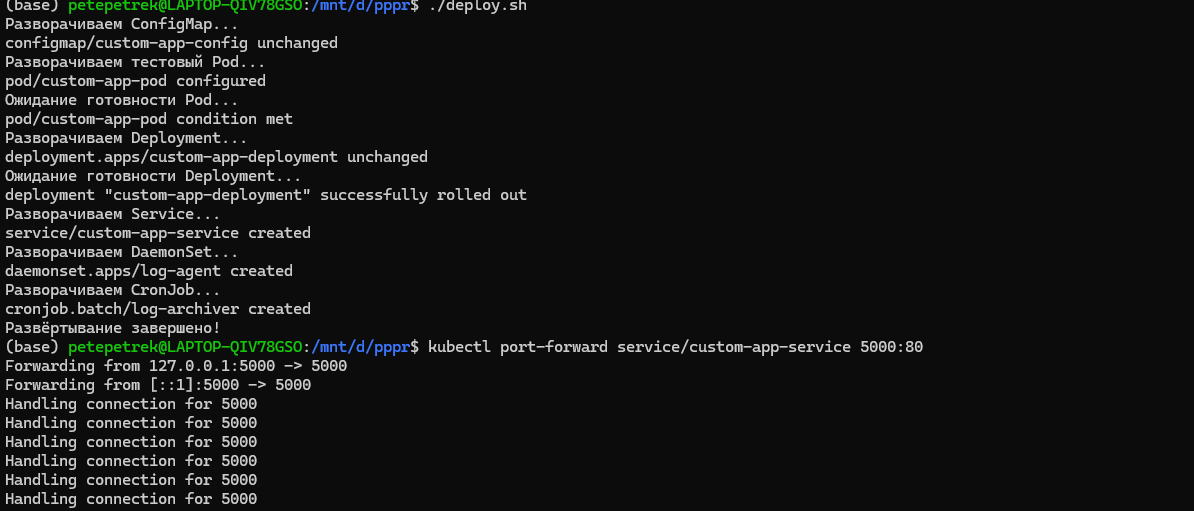 (base) petepetrek@LAPTOP-QIV78GSO:/mnt/d/pppr$ ./deploy.sh
Разворачиваем ConfigMap...
configmap/custom-app-config unchanged
Разворачиваем тестовый Pod...
pod/custom-app-pod configured
Ожидание готовности Pod...
pod/custom-app-pod condition met
Разворачиваем Deployment...
deployment.apps/custom-app-deployment unchanged
Ожидание готовности Deployment...
deployment "custom-app-deployment" successfully rolled out
Разворачиваем Service...
service/custom-app-service created
Разворачиваем DaemonSet...
daemonset.apps/log-agent created
Разворачиваем CronJob...
cronjob.batch/log-archiver created
Развёртывание завершено!
(base) petepetrek@LAPTOP-QIV78GSO:/mnt/d/pppr$ kubectl port-forward service/custom-app-service 5000:80
Forwarding from 127.0.0.1:5000 -> 5000
Forwarding from [::1]:5000 -> 5000
Handling connection for 5000
Handling connection for 5000
Handling connection for 5000
Handling connection for 5000
Handling connection for 5000
Handling connection for 5000